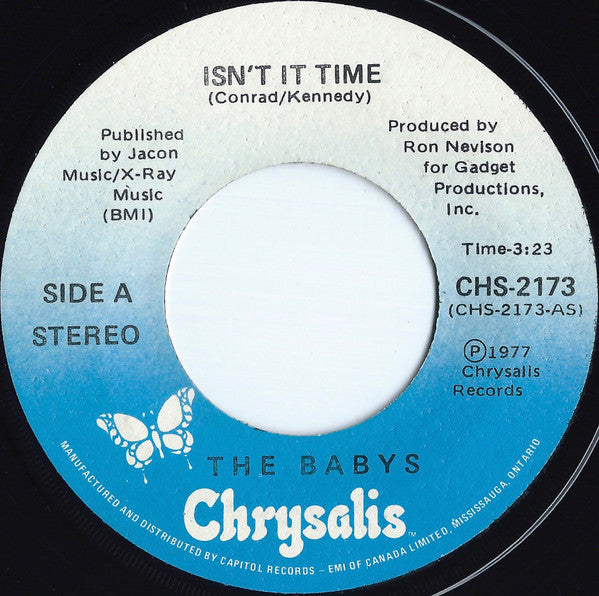 ISN'T IT TIME
(Conrad/Kennedy)
Published
by Jacon
Music/X-Ray
Music
(BMI)
Produced by
Ron Nevison
for Gadget
Productions,
Inc.
Time-3:23
SIDE A
STEREO
CHS-2173
(CHS-2173-AS)
Ⓟ1977
Chrysalis
Records
THE BABYS
Chrysalis™
MANUFACTURED AND DISTRIBUTED BY CAPITOL RECORDS – EMI OF CANADA LIMITED, MISSISSAUGA, ONTARIO